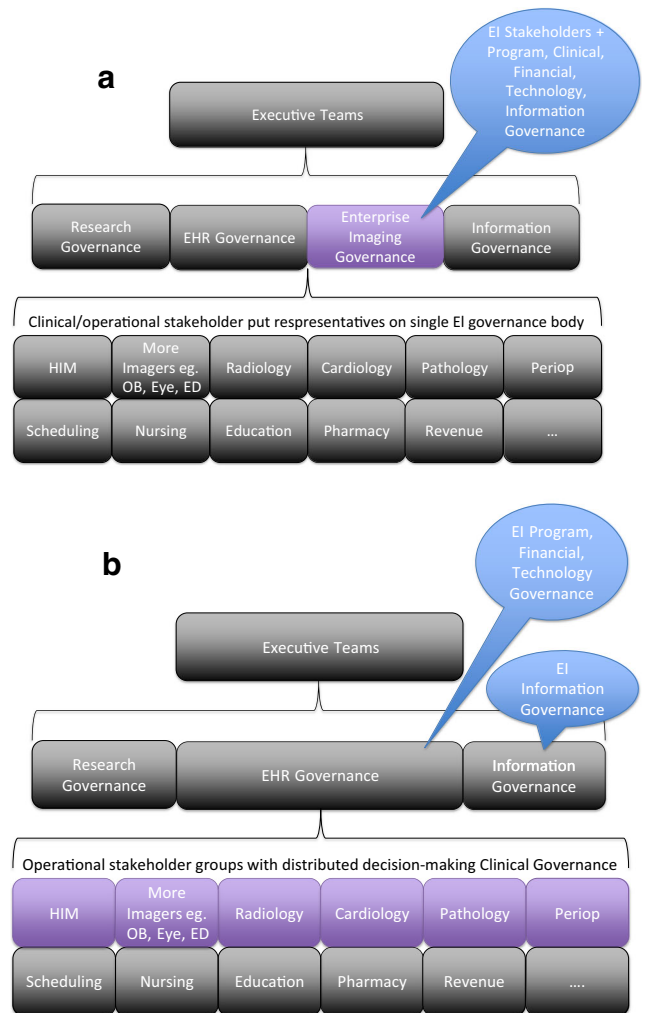 a
EI Stakeholders +
Program, Clinical,
Financial,
Technology,
Information
Governance
Executive Teams
Research
Governance
EHR Governance
Enterprise
Imaging
Governance
Information
Governance
Clinical/operational stakeholder put respresentatives on single EI governance body
HIM
More
Imagers eg.
OB, Eye, ED
Radiology
Cardiology
Pathology
Periop
Scheduling
Nursing
Education
Pharmacy
Revenue
...
b
EI Program,
Financial,
Technology
Governance
Executive Teams
EI
Information
Governance
Research
Governance
EHR Governance
Information
Governance
Operational stakeholder groups with distributed decision-making Clinical Governance
HIM
More
Imagers eg.
OB, Eye, ED
Radiology
Cardiology
Pathology
Periop
Scheduling
Nursing
Education
Pharmacy
Revenue
....